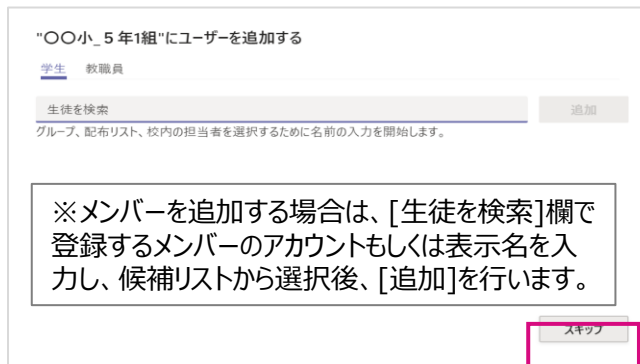 "〇〇小_５年1組"にユーザーを追加する
学生 教職員
生徒を検索 追加
グループ、配布リスト、校内の担当者を選択するために名前の入力を開始します。
※メンバーを追加する場合は、[生徒を検索]欄で
登録するメンバーのアカウントもしくは表示名を入
力し、候補リストから選択後、[追加]を行います。
スキップ